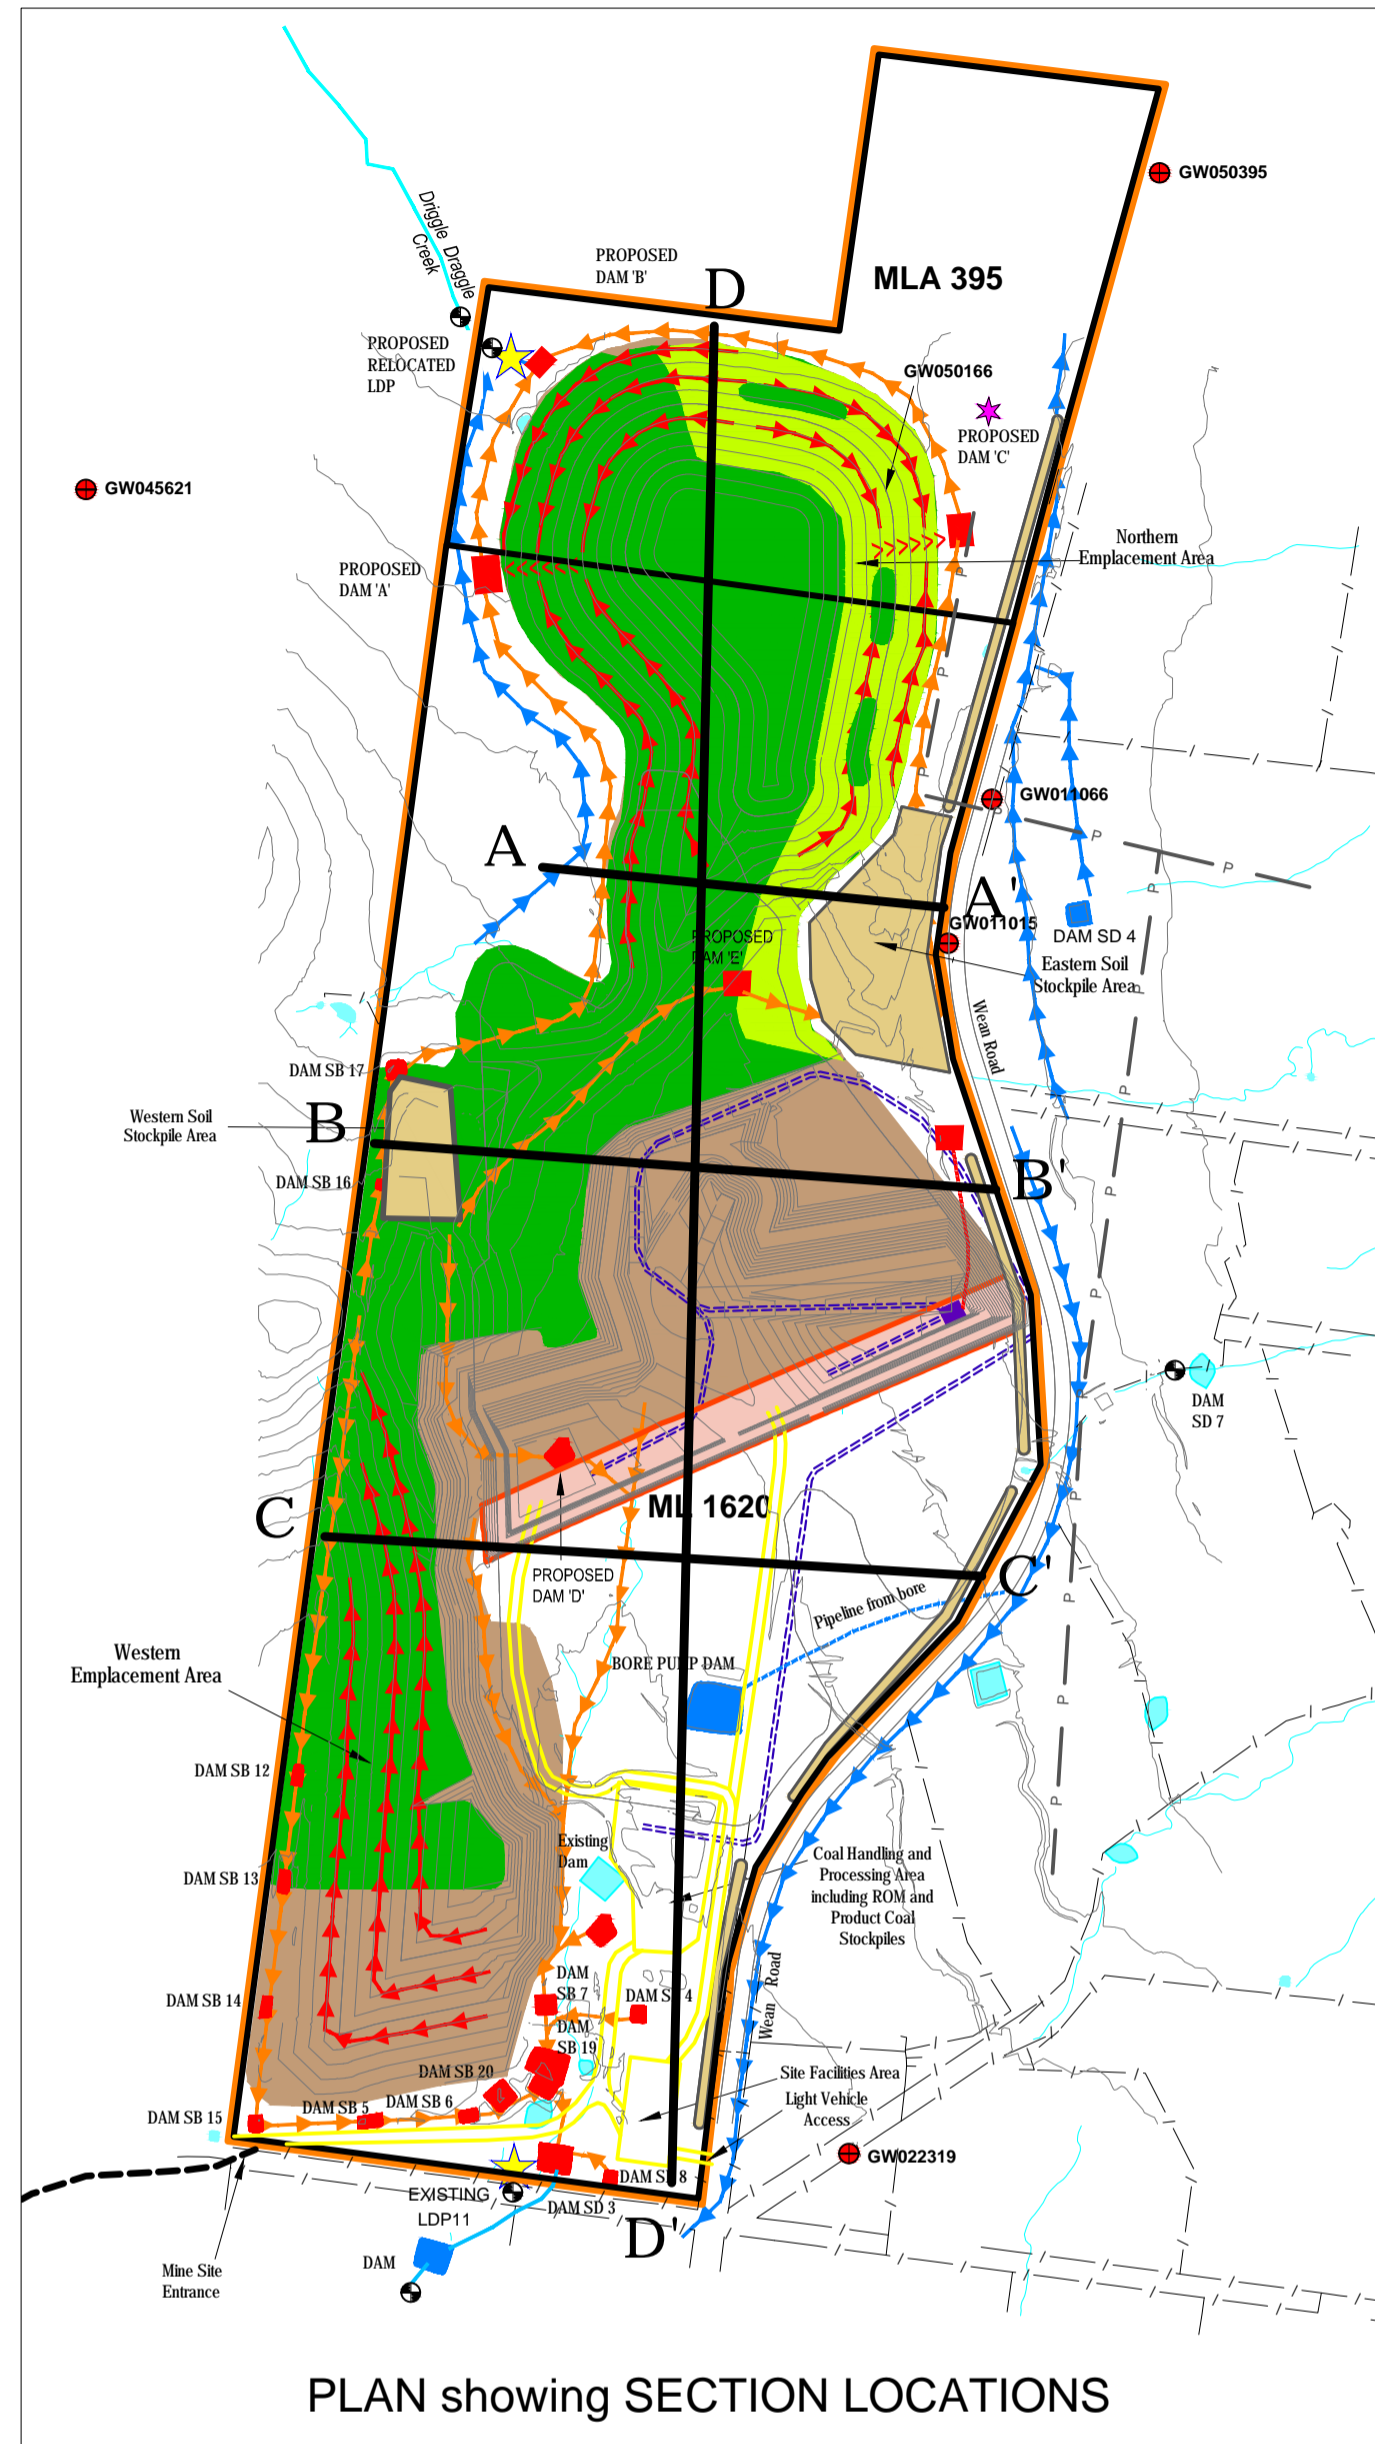 GW050395
Driggle Draggle
Creek
PROPOSED
DAM 'B'
MLA 395
D
PROPOSED
RELOCATED
LDP
GW050166
PROPOSED
DAM 'C'
GW045621
Northern
Emplacement Area
PROPOSED
DAM 'A'
P
P
P
P
GW011066
P
P
P
A
A'
GW011015
DAM SD 4
PROPOSED
DAM 'E'
Eastern Soil
Stockpile Area
P
P
Wean Road
DAM SB 17
Western Soil
Stockpile Area
B
B'
DAM SB 16
P
P
P
DAM
SD 7
P
P
ML 1620
C
C'
PROPOSED
DAM 'D'
Pipeline from bore
P
Western
Emplacement Area
BORE PUMP DAM
P
DAM SB 12
P
Existing
Dam
Coal Handling and
Processing Area
including ROM and
Product Coal
Stockpiles
DAM SB 13
DAM
SB 7
DAM SB 14
Wean Road
DAM
SB 19
DAM SB 20
Site Facilities Area
Light Vehicle
Access
DAM SB 15
DAM SB 5
DAM SB 6
GW022319
EXISTING
LDP11
DAM SD 3
D'
DAM
Mine Site
Entrance
PLAN showing SECTION LOCATIONS